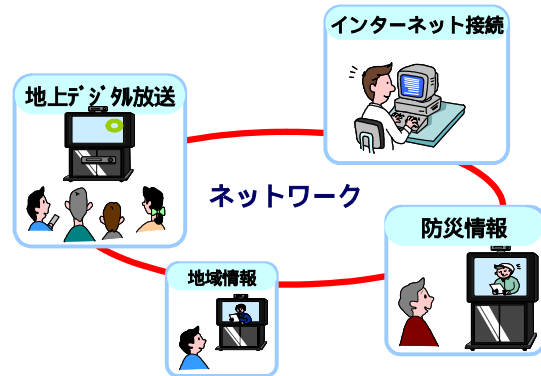 インターネット接続
地上ﾃﾞｼﾞﾀﾙ放送
ネットワーク
防災情報
地域情報